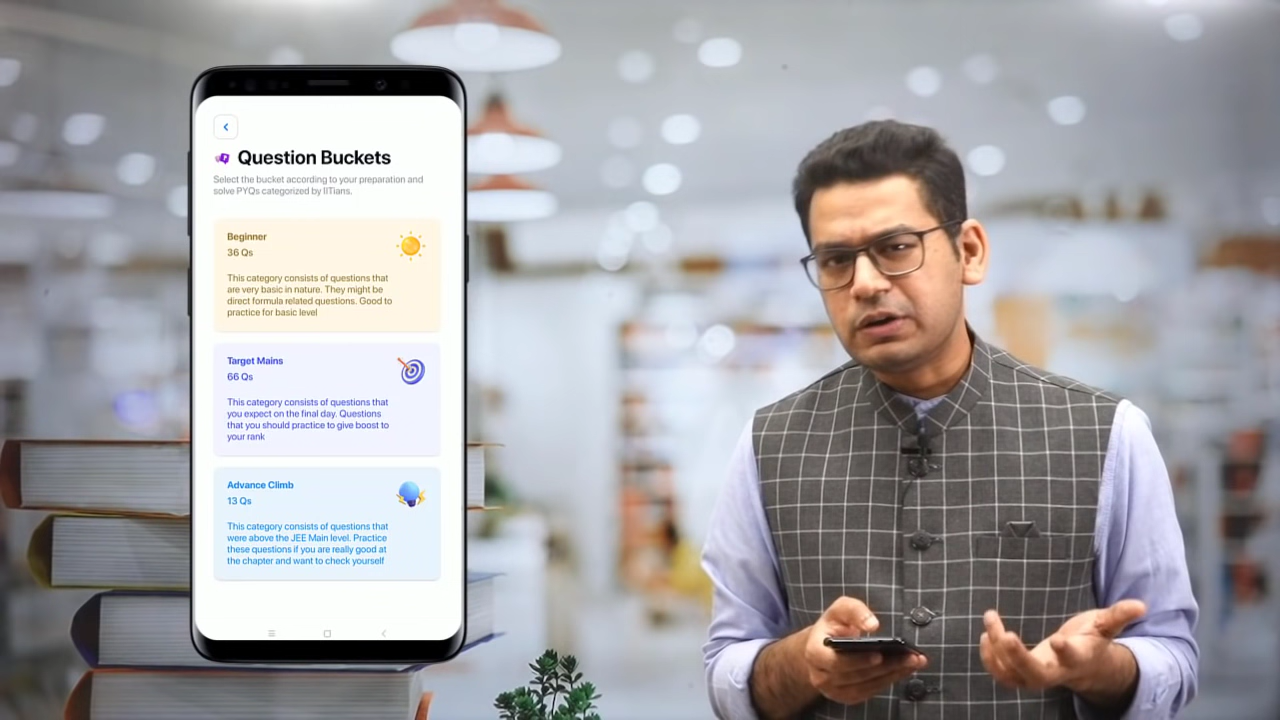 Question Buckets
Select the bucket according to your preparation and
solve PYQs categorized by IITians.
Beginner
36 Qs
This category consists of questions that
are very basic in nature. They might be
direct formula related questions. Good to
practice for basic level
Target Mains
66 Qs
This category consists of questions that
you expect on the final day. Questions
that you should practice to give boost to
your rank
Advance Climb
13 Qs
This category consists of questions that
were above the JEE Main level. Practice
these questions if you are really good at
the chapter and want to check yourself